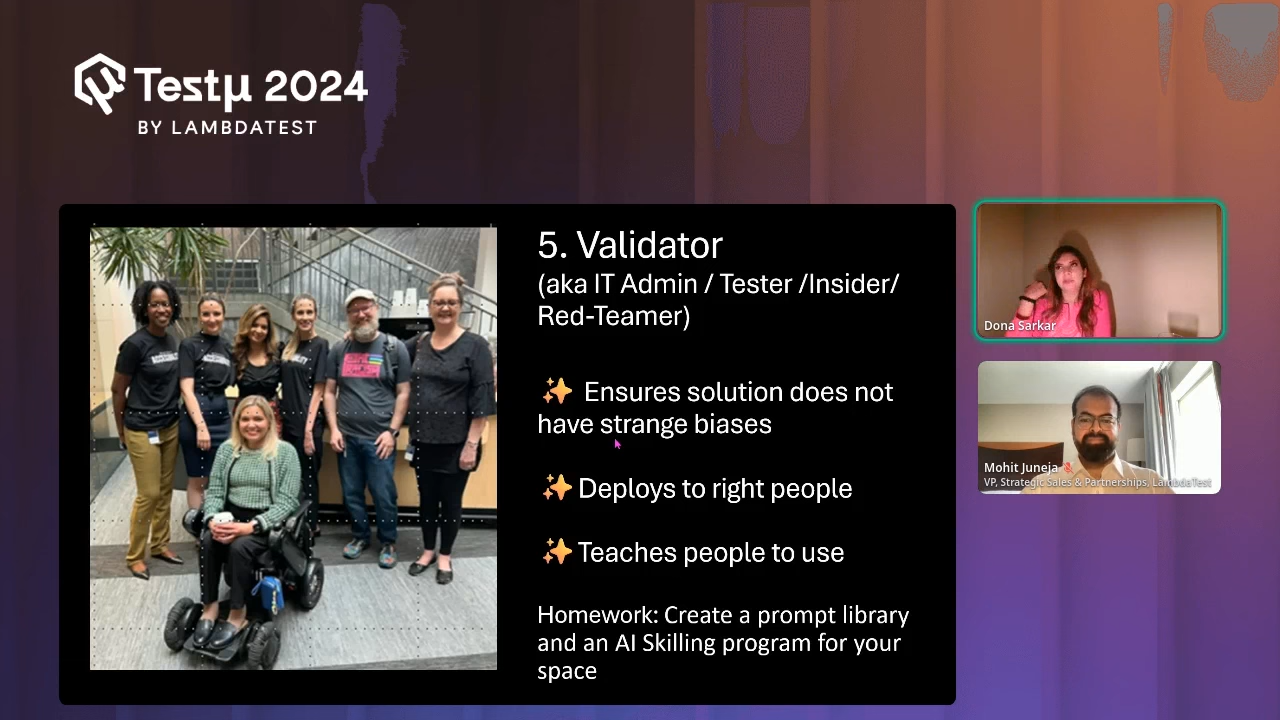 Testμ 2024
BY LAMBDATEST
5. Validator
(aka IT Admin / Tester /Insider/
Red-Teamer)
✨ Ensures solution does not
have strange biases
✨ Deploys to right people
✨ Teaches people to use
Homework: Create a prompt library
and an AI Skilling program for your
space
Dona Sarkar
Mohit Juneja
VP, Strategic Sales & Partnerships, LambdaTest